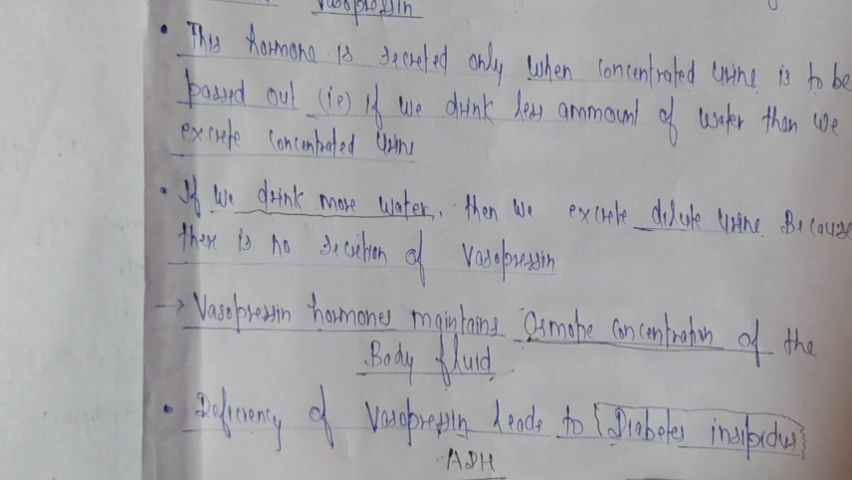 Vasopressin
• This hormone is secreted only when concentrated urine is to be
passed out (ie) if we drink less ammount of water than we
excrete concentrated urine
• If we drink more water, then we excrete dilute urine Because
there is no secretion of Vasopressin
→ Vasopressin hormones maintains osmotic concentration of the
Body fluid
• Deficiency of Vasopressin leads to {Diabetes insipidus}
ADH